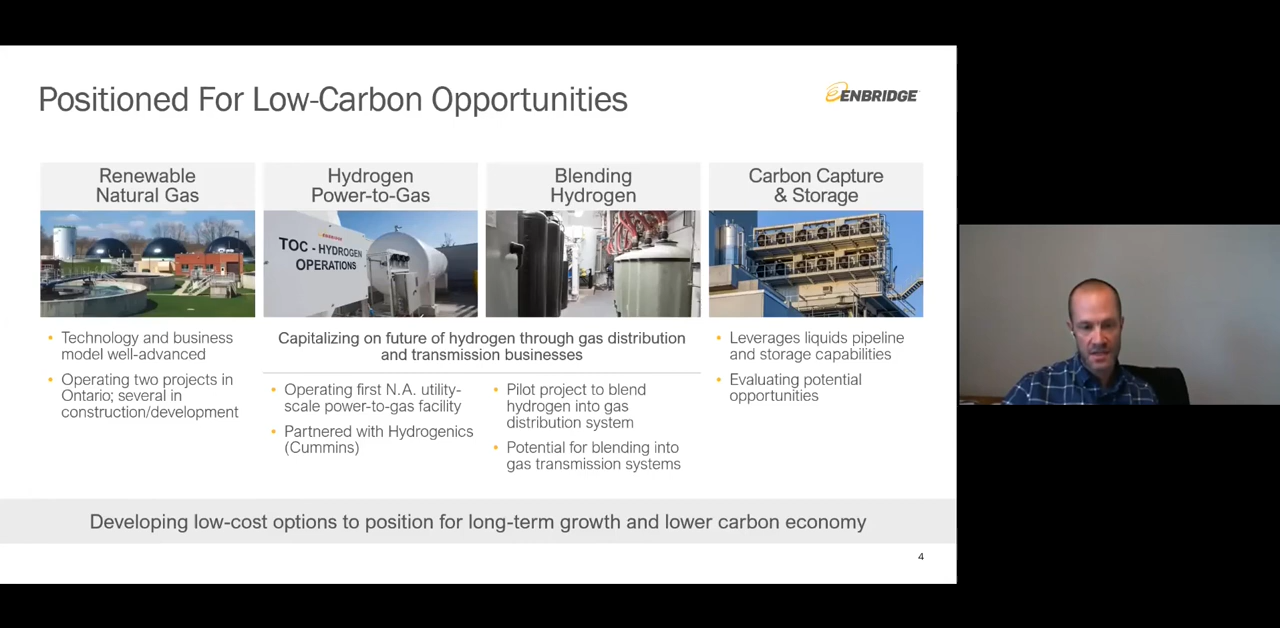 Positioned For Low-Carbon Opportunities
ENBRIDGE
Renewable
Natural Gas
Hydrogen
Power-to-Gas
Blending
Hydrogen
Carbon Capture
& Storage
ENBRIDGE
TOC - HYDROGEN
OPERATIONS
• Technology and business
model well-advanced
• Operating two projects in
Ontario; several in
construction/development
Capitalizing on future of hydrogen through gas distribution
and transmission businesses
• Operating first N.A. utility-
scale power-to-gas facility
• Partnered with Hydrogenics
(Cummins)
• Pilot project to blend
hydrogen into gas
distribution system
• Potential for blending into
gas transmission systems
• Leverages liquids pipeline
and storage capabilities
• Evaluating potential
opportunities
Developing low-cost options to position for long-term growth and lower carbon economy
4